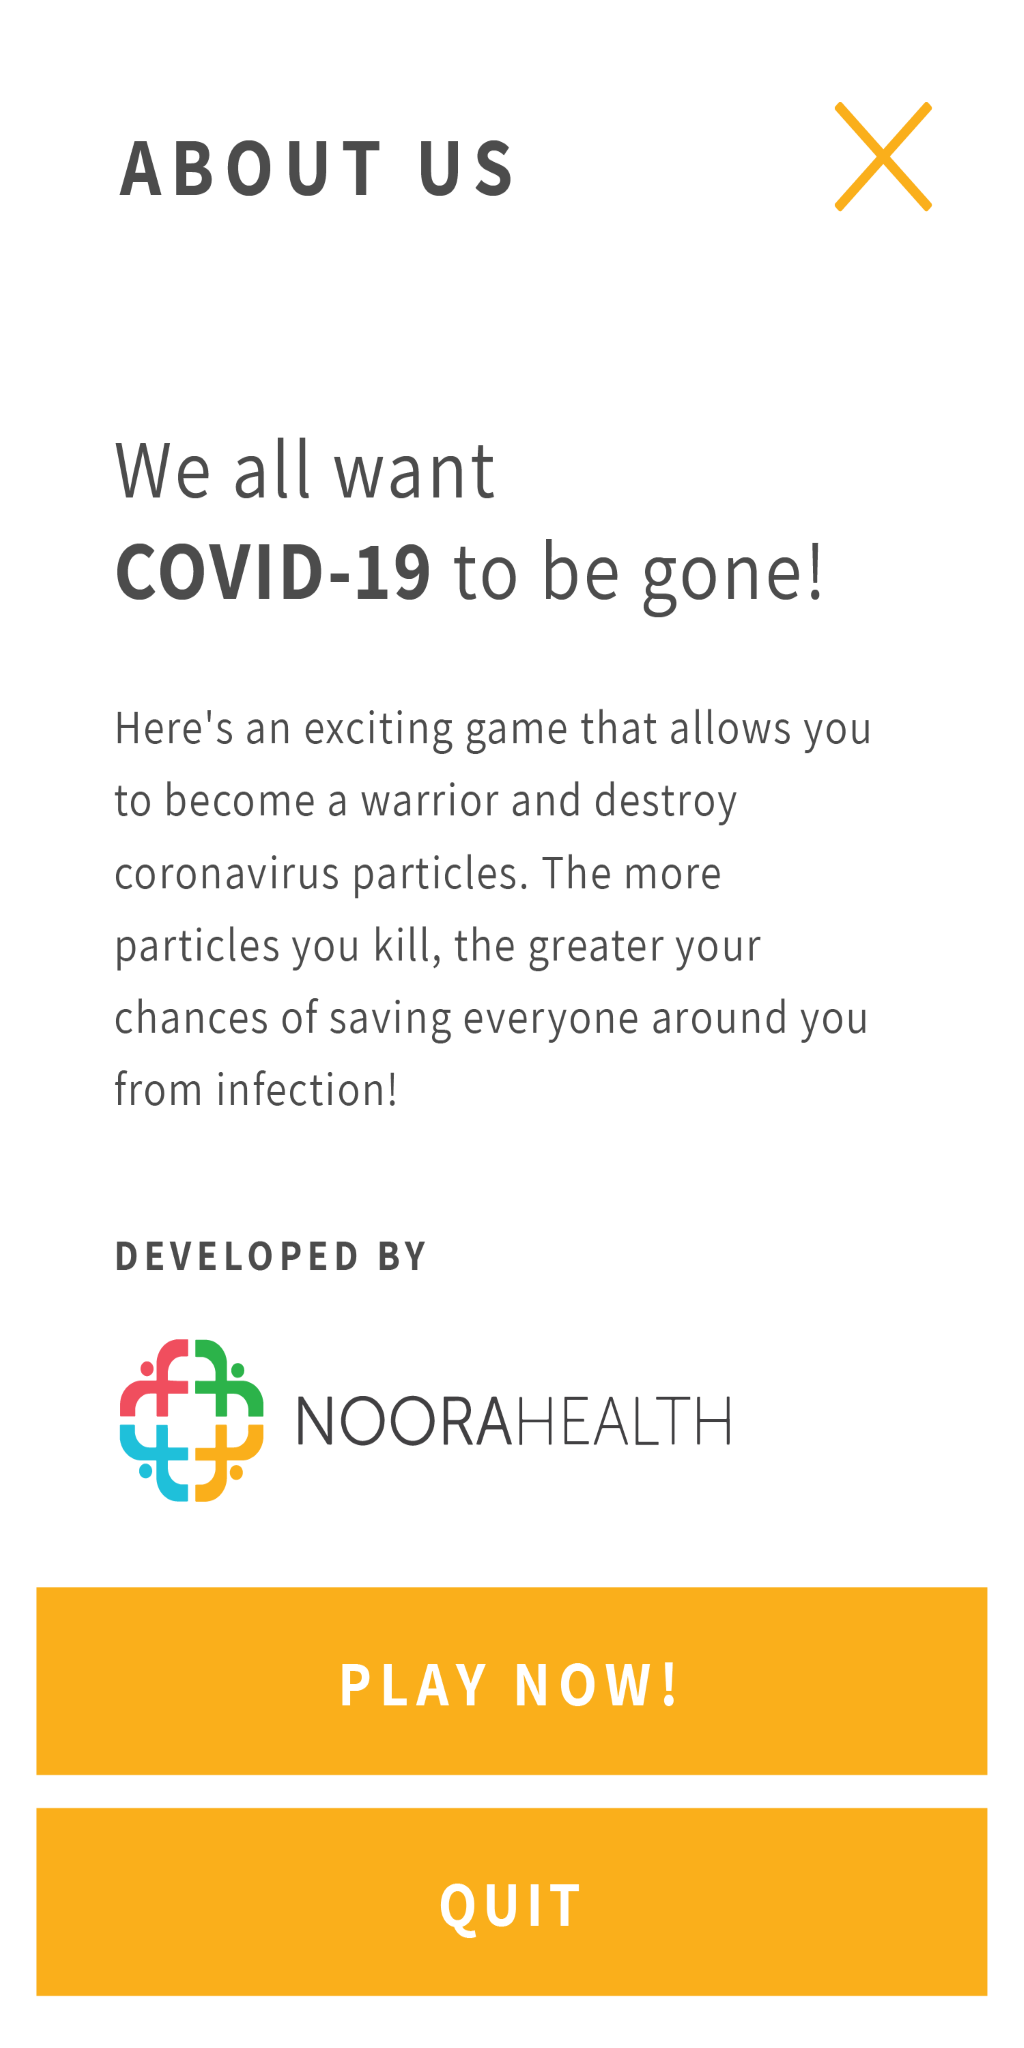 ABOUT US
We all want
COVID-19 to be gone!
Here's an exciting game that allows you
to become a warrior and destroy
coronavirus particles. The more
particles you kill, the greater your
chances of saving everyone around you
from infection!
DEVELOPED BY
NOORAHEALTH
PLAY NOW!
QUIT